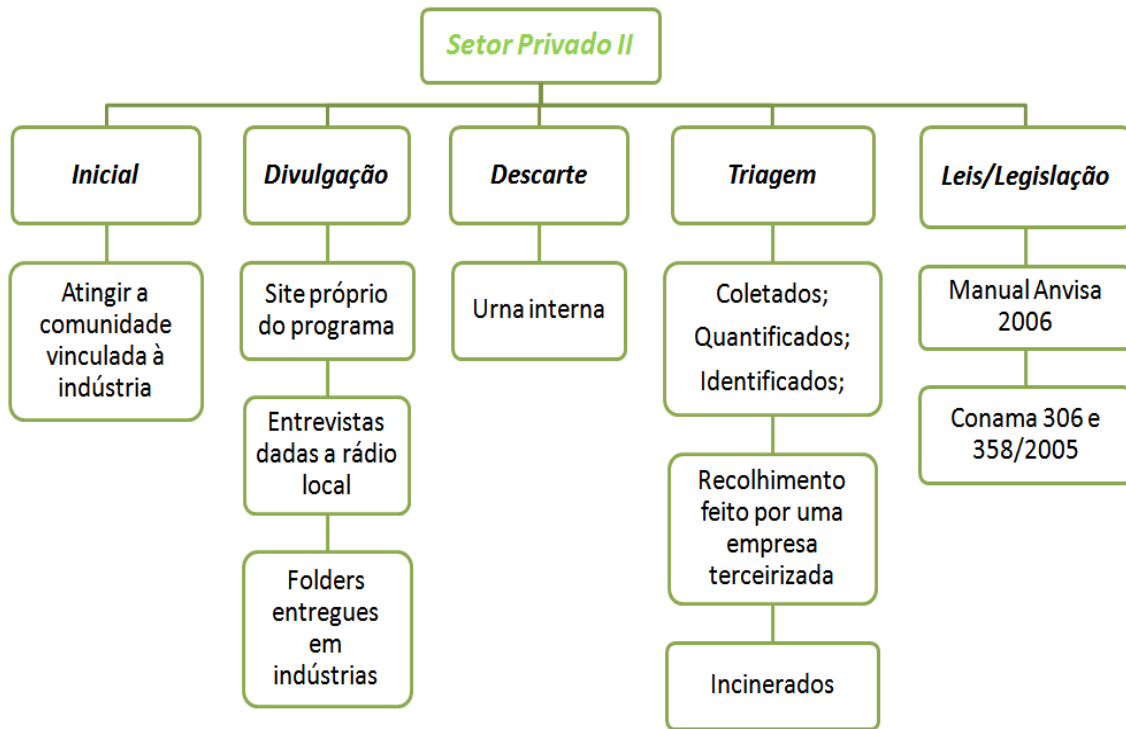 Setor Privado II
Inicial
Divulgação
Descarte
Triagem
Leis/Legislação
Atingir a
comunidade
vinculada à
indústria
Site próprio
do programa
Entrevistas
dadas a rádio
local
Folders
entregues
em
indústrias
Urna interna
Coletados;
Quantificados;
Identificados;
Recolhimento
feito por uma
empresa
terceirizada
Incinerados
Manual Anvisa
2006
Conama 306 e
358/2005